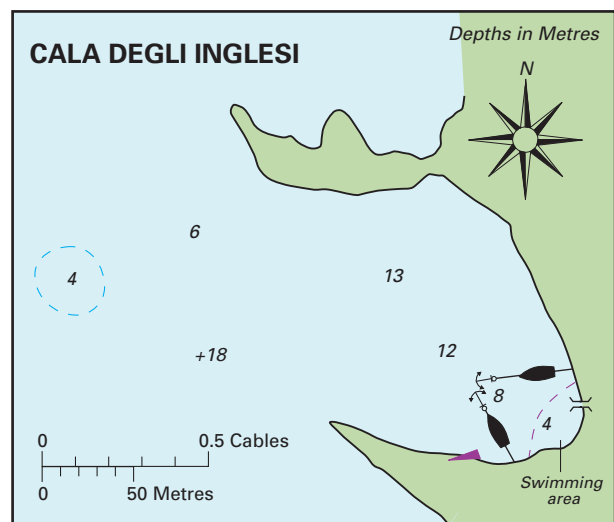 CALA DEGLI INGLESI
Depths in Metres
N
6
4
13
+18
12
8
4
0 0.5 Cables
0 50 Metres
Swimming
area